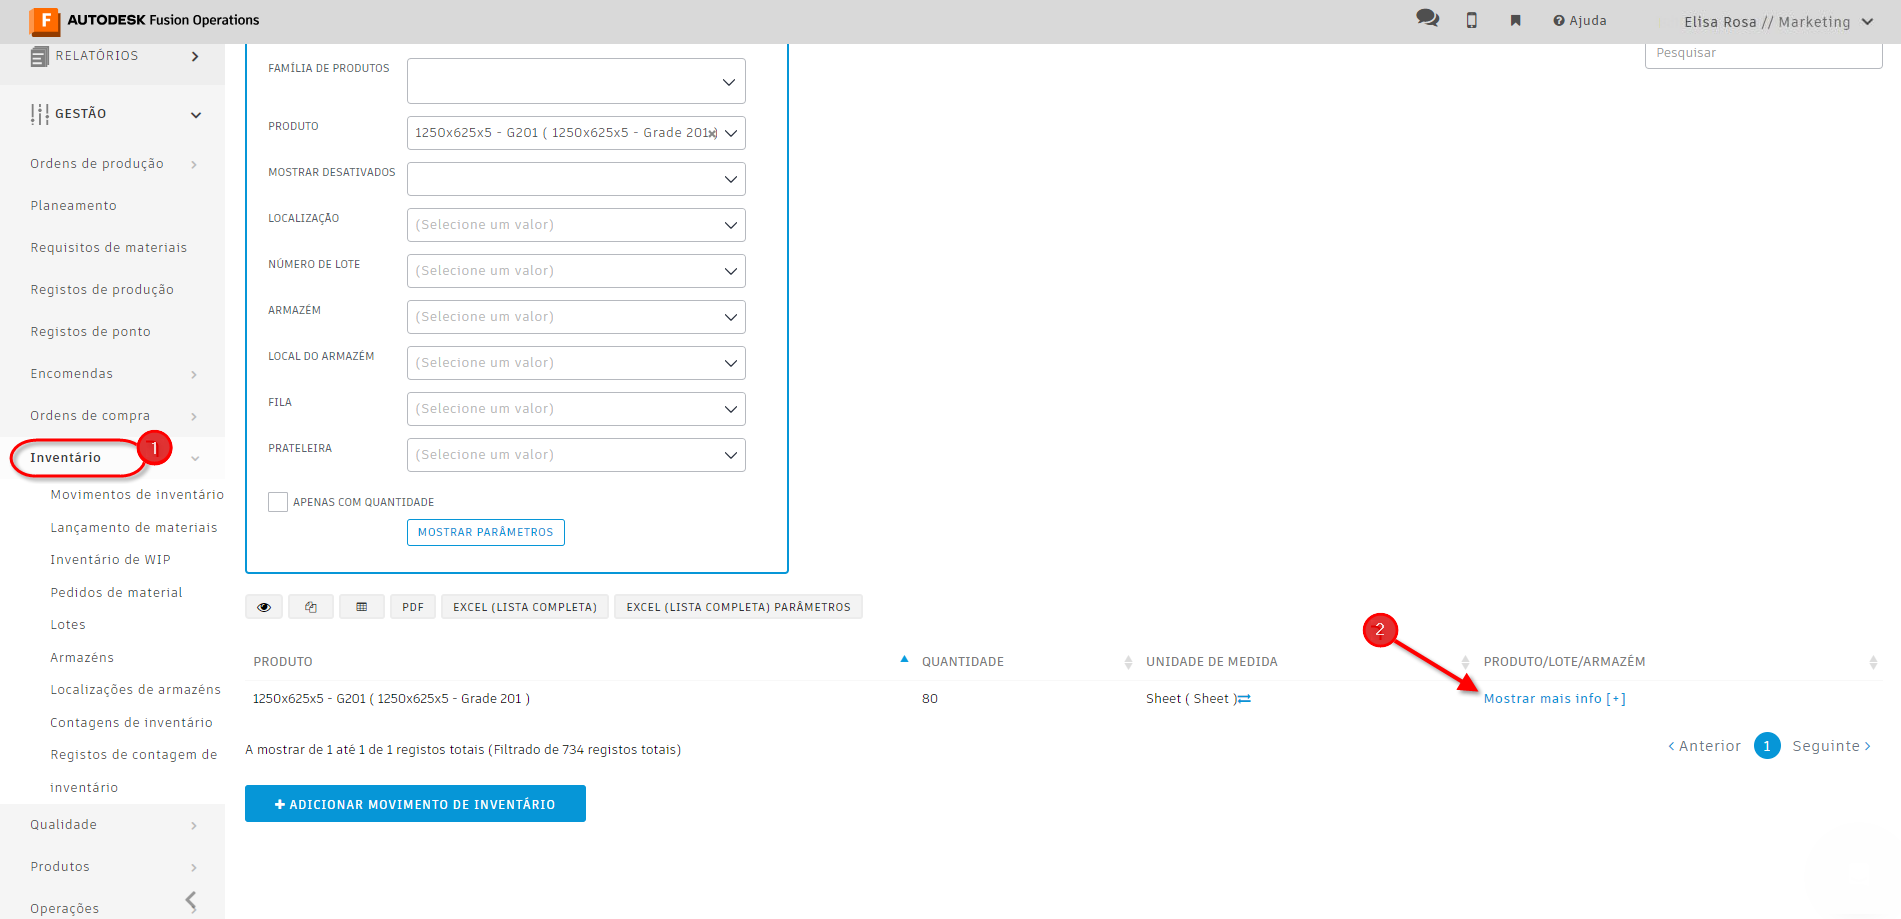 F AUTODESK Fusion Operations
Ajuda
Elisa Rosa // Marketing
RELATÓRIOS
GESTÃO
Ordens de produção
Planeamento
Requisitos de materiais
Registos de produção
Registos de ponto
Encomendas
Ordens de compra
Inventário
1
Movimentos de inventário
Lançamento de materiais
Inventário de WIP
Pedidos de material
Lotes
Armazéns
Localizações de armazéns
Contagens de inventário
Registos de contagem de
inventário
Qualidade
Produtos
Operações
Pesquisar
FAMÍLIA DE PRODUTOS
PRODUTO
1250x625x5 - G201 ( 1250x625x5 - Grade 201 )
MOSTRAR DESATIVADOS
LOCALIZAÇÃO
(Selecione um valor)
NÚMERO DE LOTE
(Selecione um valor)
ARMAZÉM
(Selecione um valor)
LOCAL DO ARMAZÉM
(Selecione um valor)
FILA
(Selecione um valor)
PRATELEIRA
(Selecione um valor)
APENAS COM QUANTIDADE
MOSTRAR PARÂMETROS
PDF
EXCEL (LISTA COMPLETA)
EXCEL (LISTA COMPLETA) PARÂMETROS
2
PRODUTO QUANTIDADE UNIDADE DE MEDIDA PRODUTO/LOTE/ARMAZÉM
1250x625x5 - G201 ( 1250x625x5 - Grade 201 ) 80 Sheet ( Sheet ) Mostrar mais info [+]
A mostrar de 1 até 1 de 1 registos totais (Filtrado de 734 registos totais)
‹ Anterior 1 Seguinte ›
+ ADICIONAR MOVIMENTO DE INVENTÁRIO